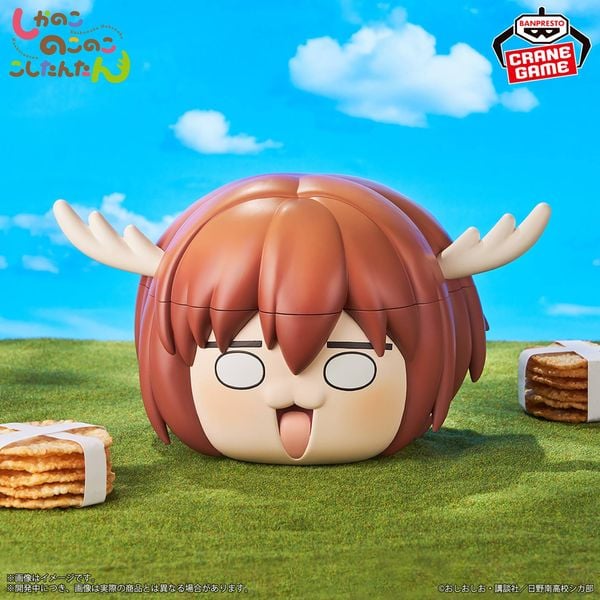 しかのこ
のこのこ
こしたんたん
Shikanoko Nokonoko
Koshitantan
BANPRESTO
CRANE
GAME
※画像はイメージです。
※開発中につき、画像は実際の商品とは異なる場合があります。
©おしおしお・講談社/日野南高校シカ部